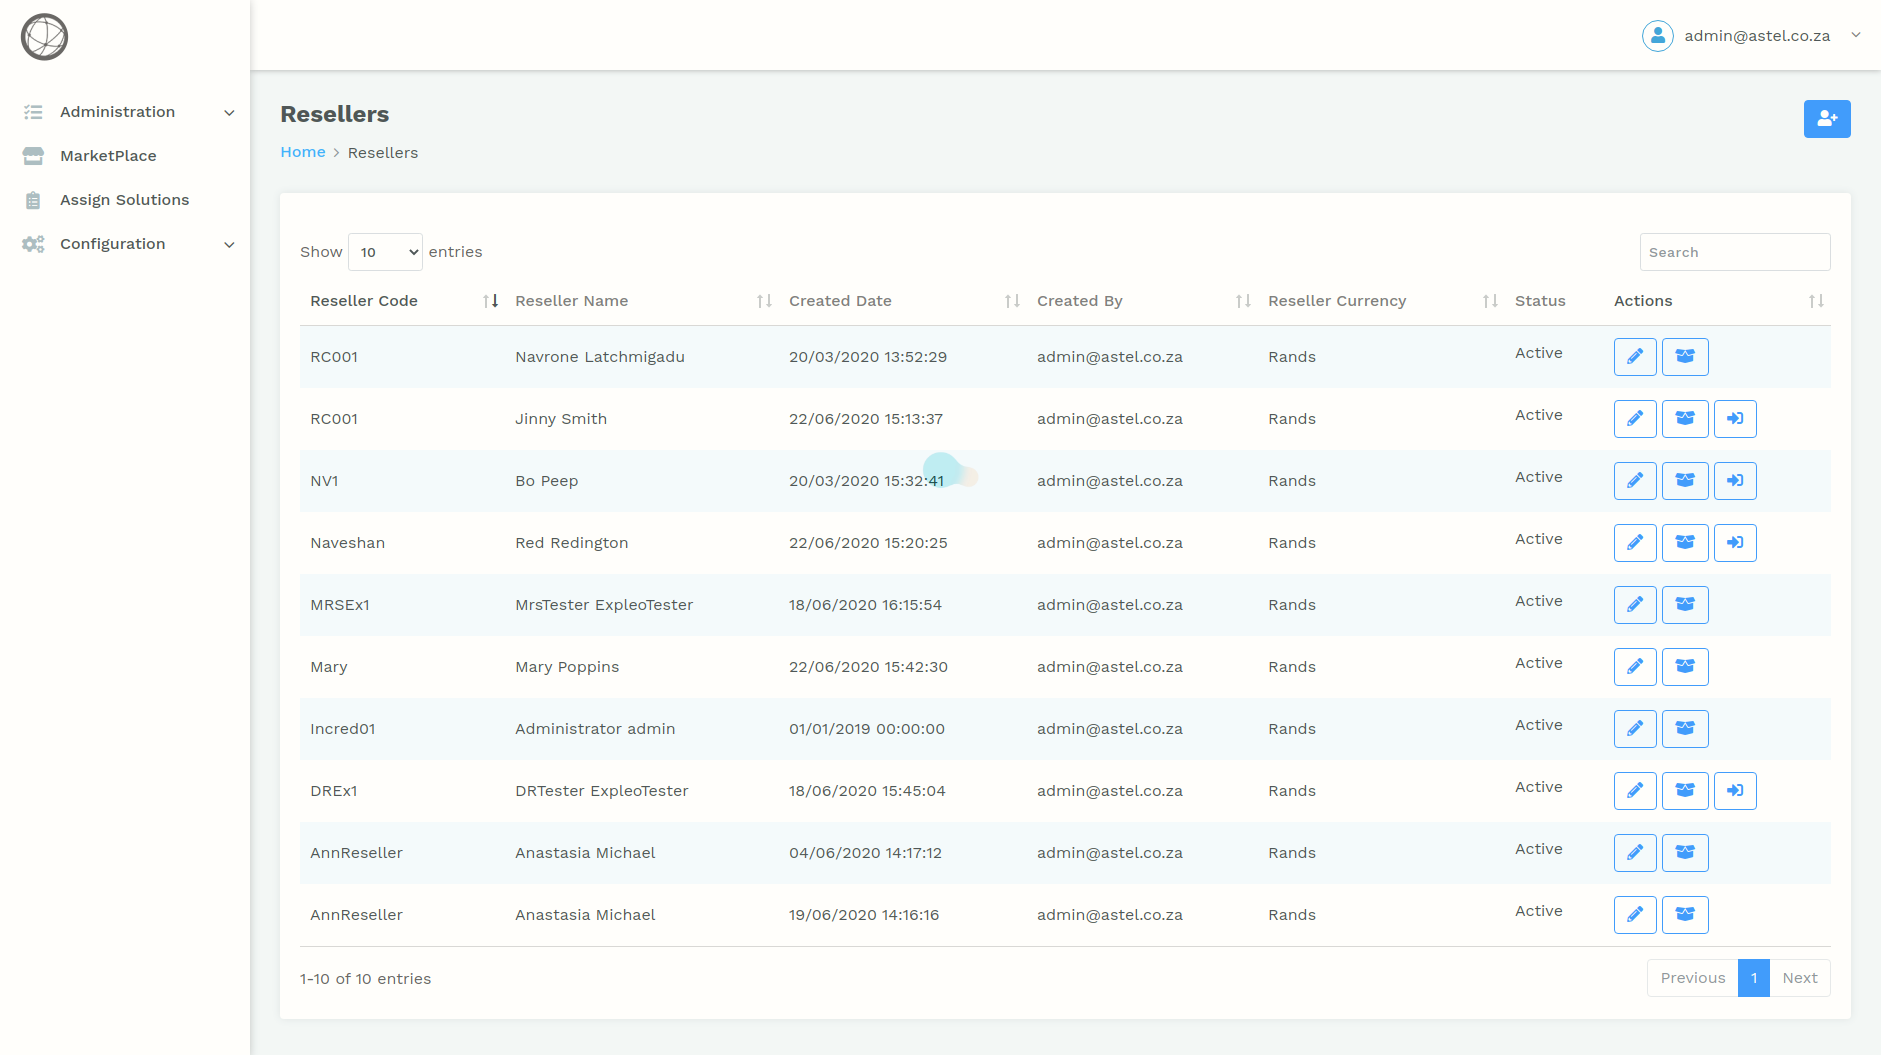 admin@astel.co.za
Administration
MarketPlace
Assign Solutions
Configuration
Resellers
Home > Resellers
Show 10 entries
Search
Reseller Code Reseller Name Created Date Created By Reseller Currency Status Actions
RC001 Navrone Latchmigadu 20/03/2020 13:52:29 admin@astel.co.za Rands Active
RC001 Jinny Smith 22/06/2020 15:13:37 admin@astel.co.za Rands Active
NV1 Bo Peep 20/03/2020 15:32:41 admin@astel.co.za Rands Active
Naveshan Red Redington 22/06/2020 15:20:25 admin@astel.co.za Rands Active
MRSEx1 MrsTester ExpleoTester 18/06/2020 16:15:54 admin@astel.co.za Rands Active
Mary Mary Poppins 22/06/2020 15:42:30 admin@astel.co.za Rands Active
Incred01 Administrator admin 01/01/2019 00:00:00 admin@astel.co.za Rands Active
DREx1 DRTester ExpleoTester 18/06/2020 15:45:04 admin@astel.co.za Rands Active
AnnReseller Anastasia Michael 04/06/2020 14:17:12 admin@astel.co.za Rands Active
AnnReseller Anastasia Michael 19/06/2020 14:16:16 admin@astel.co.za Rands Active
1-10 of 10 entries
Previous 1 Next